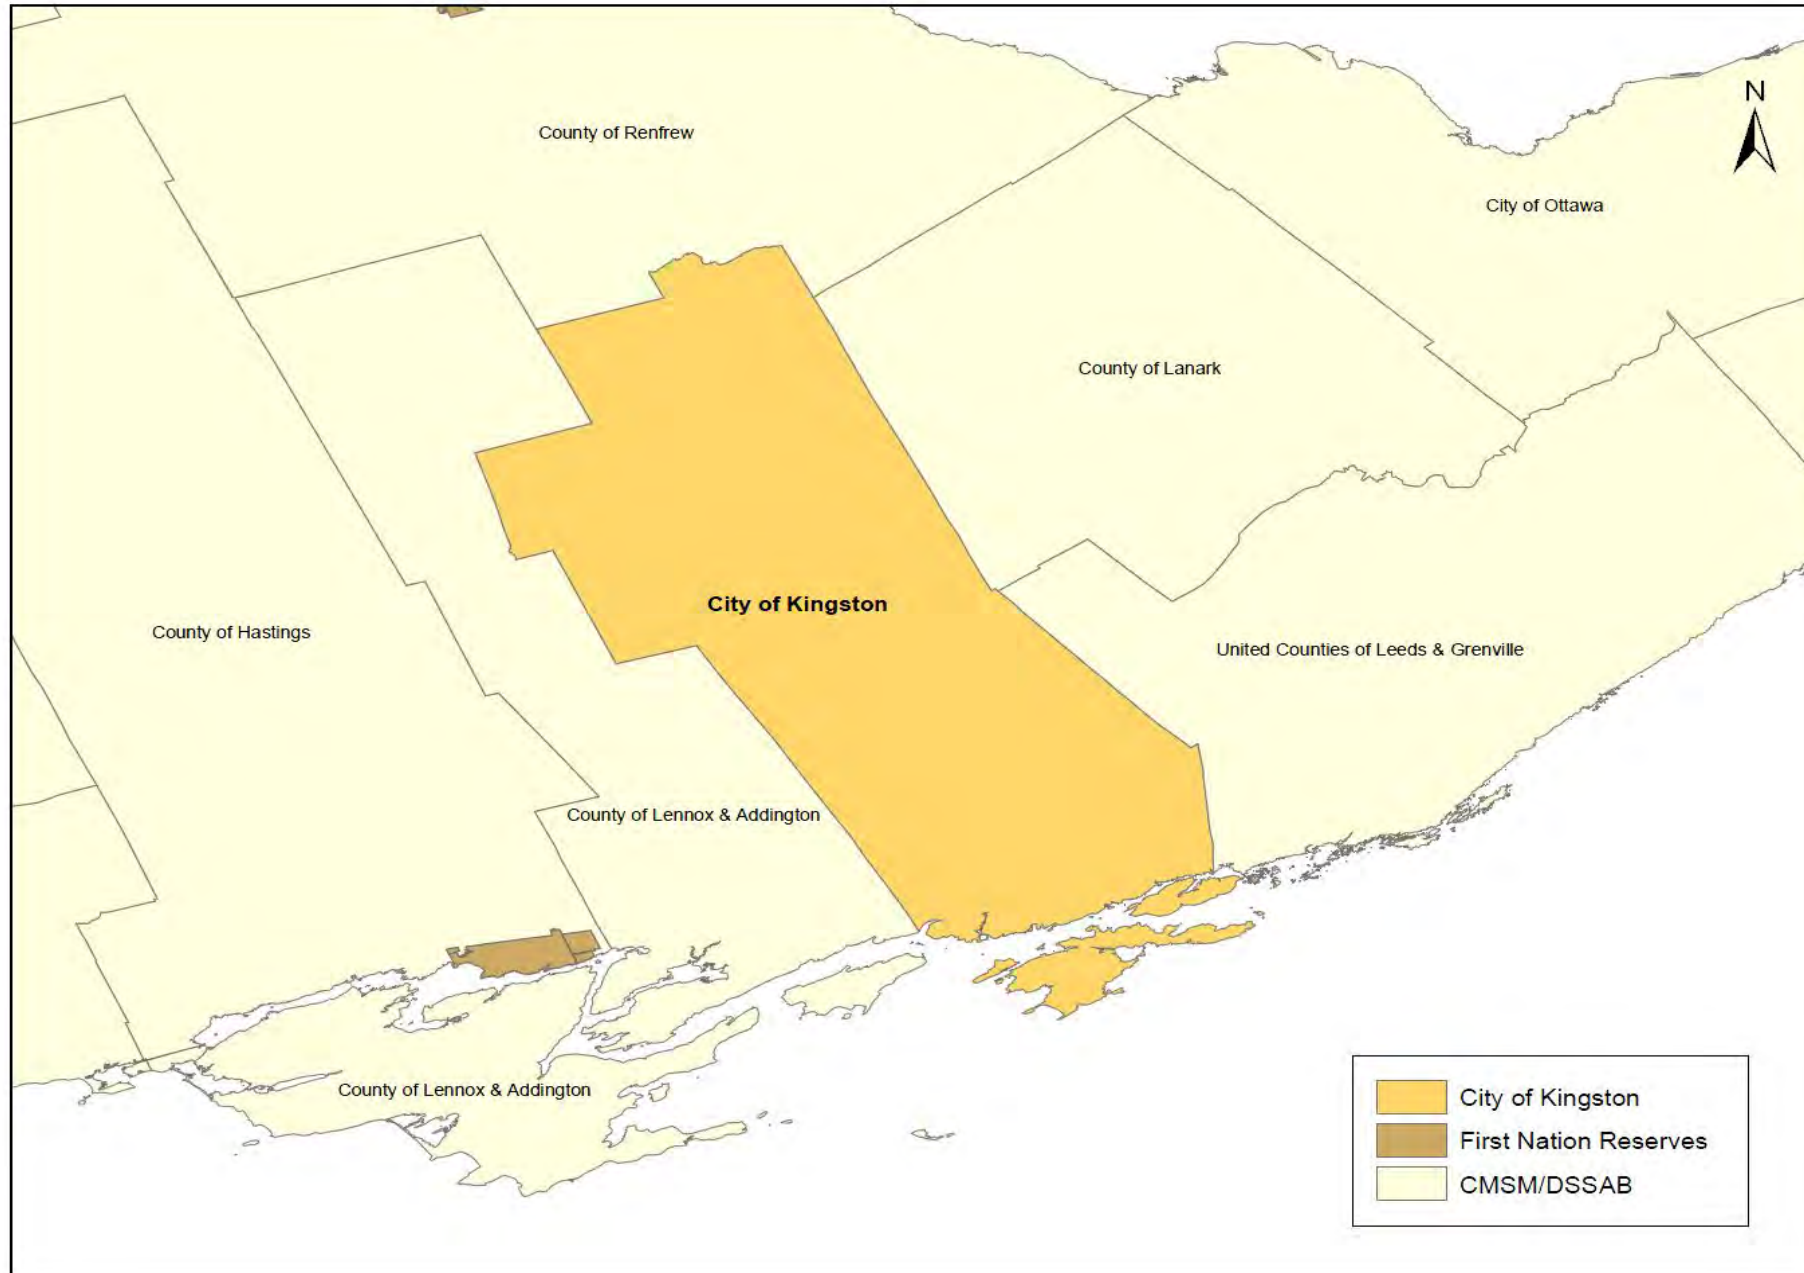 N
County of Renfrew
City of Ottawa
County of Lanark
City of Kingston
County of Hastings
United Counties of Leeds & Grenville
County of Lennox & Addington
County of Lennox & Addington
City of Kingston
First Nation Reserves
CMSM/DSSAB